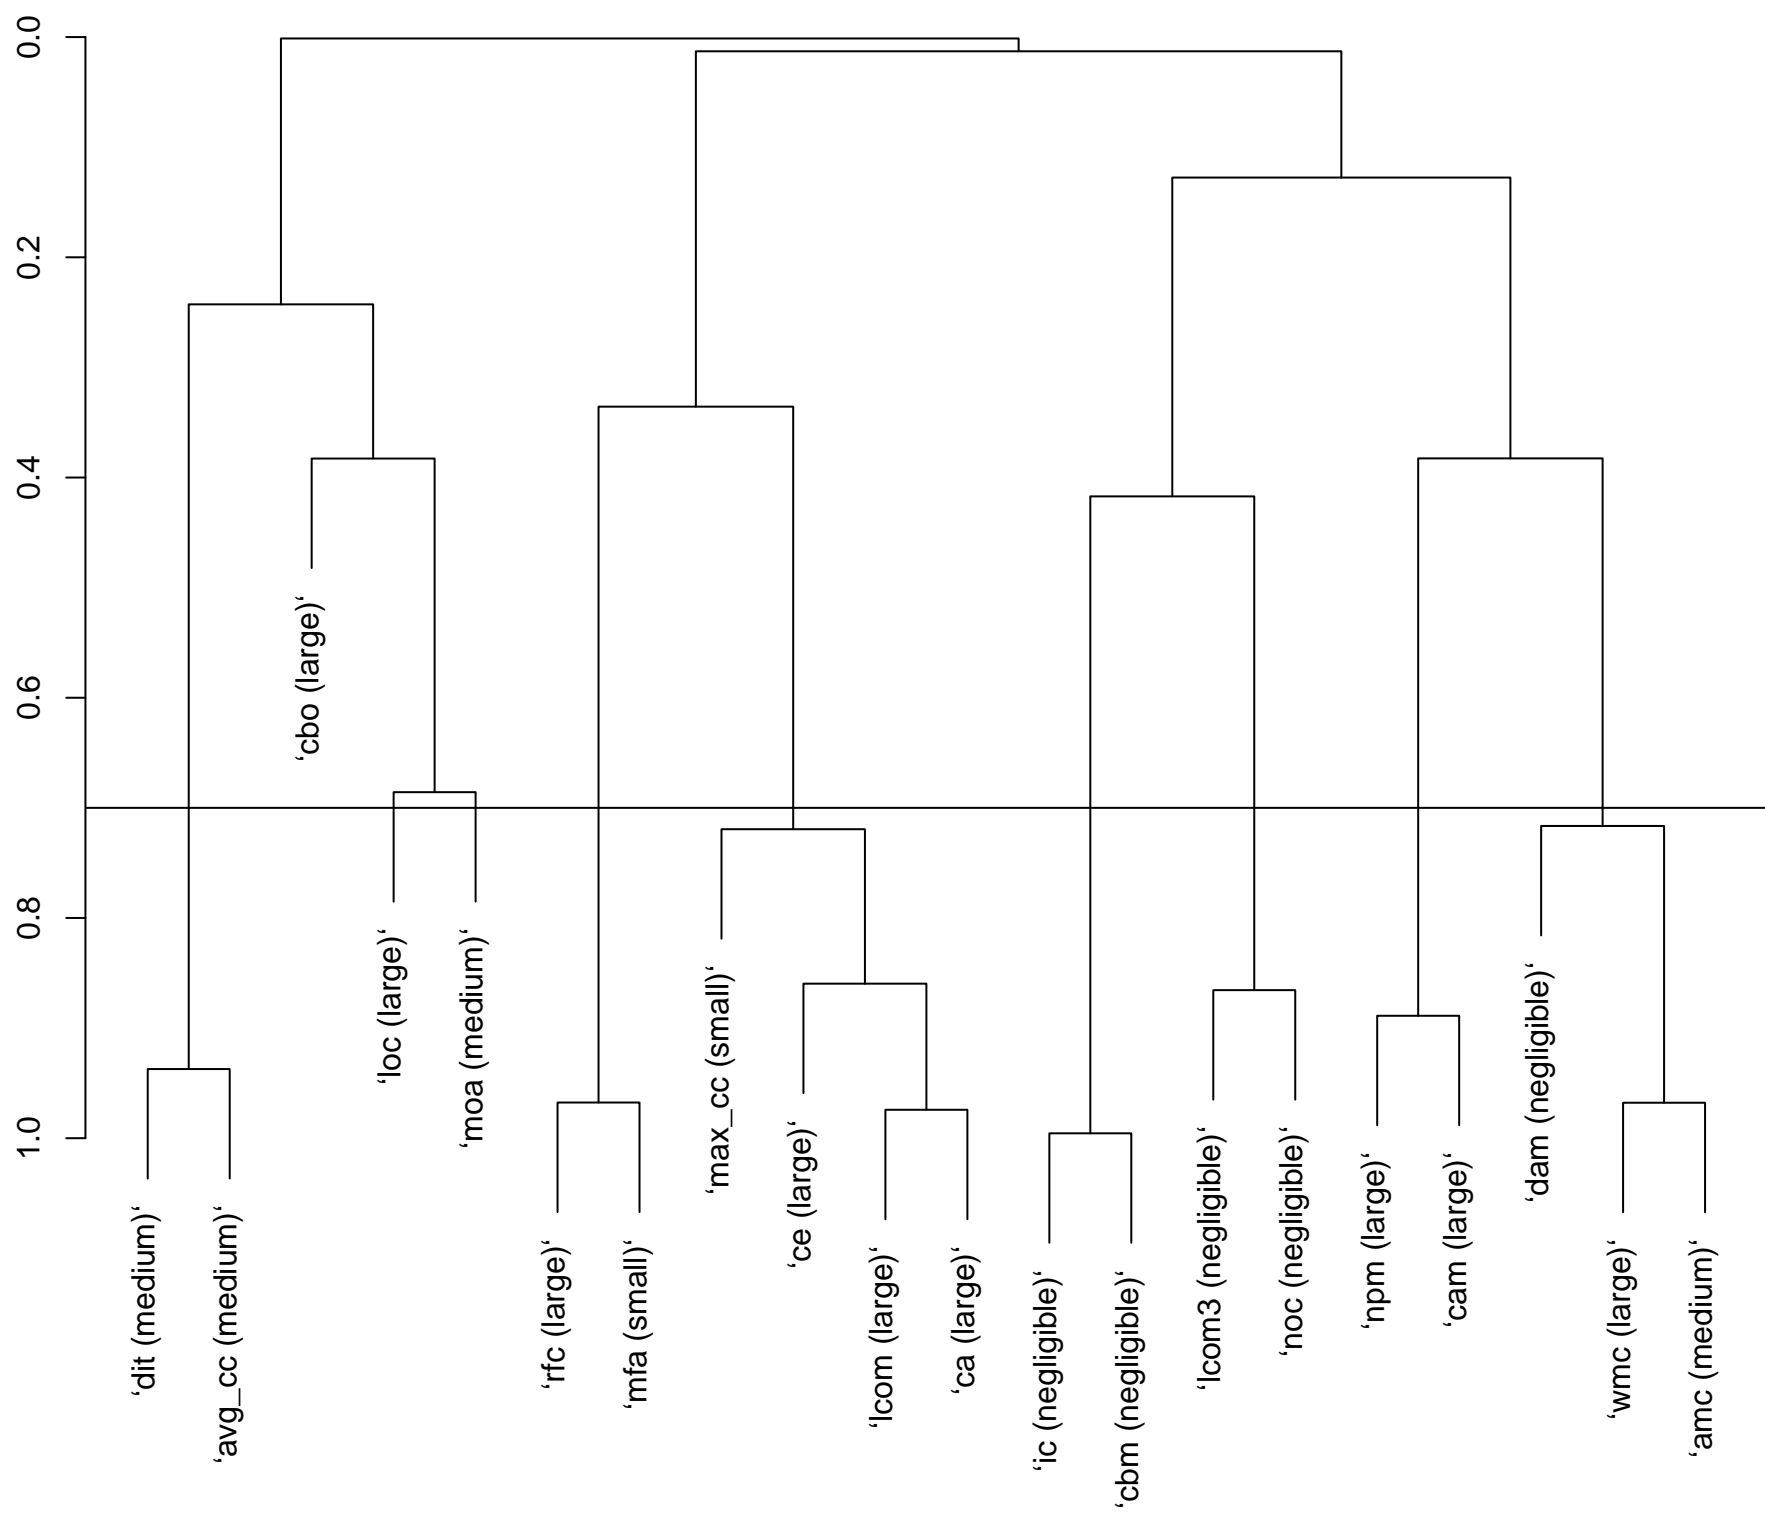 0.0
0.2
0.4
0.6
0.8
1.0
‘dit (medium)‘
‘avg_cc (medium)‘
‘cbo (large)‘
‘loc (large)‘
‘moa (medium)‘
‘rfc (large)‘
‘mfa (small)‘
‘max_cc (small)‘
‘ce (large)‘
‘lcom (large)‘
‘ca (large)‘
‘ic (negligible)‘
‘cbm (negligible)‘
‘lcom3 (negligible)‘
‘noc (negligible)‘
‘npm (large)‘
‘cam (large)‘
‘dam (negligible)‘
‘wmc (large)‘
‘amc (medium)‘